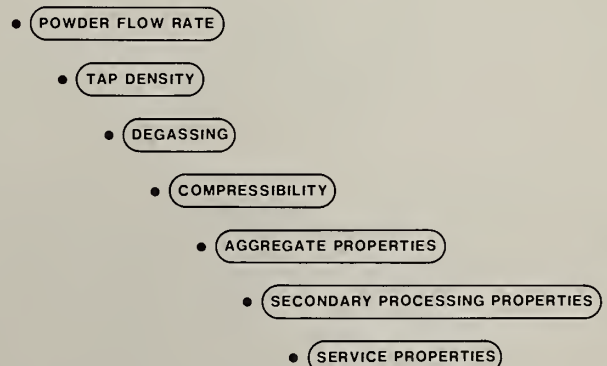 • POWDER FLOW RATE
• TAP DENSITY
• DEGASSING
• COMPRESSIBILITY
• AGGREGATE PROPERTIES
• SECONDARY PROCESSING PROPERTIES
• SERVICE PROPERTIES